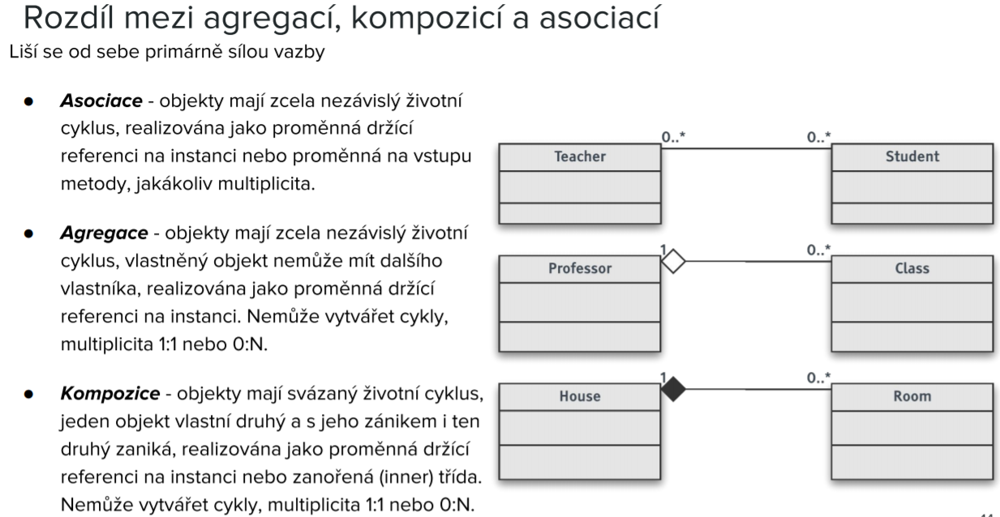 Rozdíl mezi agregací, kompozicí a asociací
Liší se od sebe primárně sílou vazby
● Asociace - objekty mají zcela nezávislý životní
cyklus, realizována jako proměnná držící
referenci na instanci nebo proměnná na vstupu
metody, jakákoliv multiplicita.
● Agregace - objekty mají zcela nezávislý životní
cyklus, vlastněný objekt nemůže mít dalšího
vlastníka, realizována jako proměnná držící
referenci na instanci. Nemůže vytvářet cykly,
multiplicita 1:1 nebo 0:N.
● Kompozice - objekty mají svázaný životní cyklus,
jeden objekt vlastní druhý a s jeho zánikem i ten
druhý zaniká, realizována jako proměnná držící
referenci na instanci nebo zanořená (inner) třída.
Nemůže vytvářet cykly, multiplicita 1:1 nebo 0:N.
0..* 0..*
Teacher Student
1 0..*
Professor Class
1 0..*
House Room